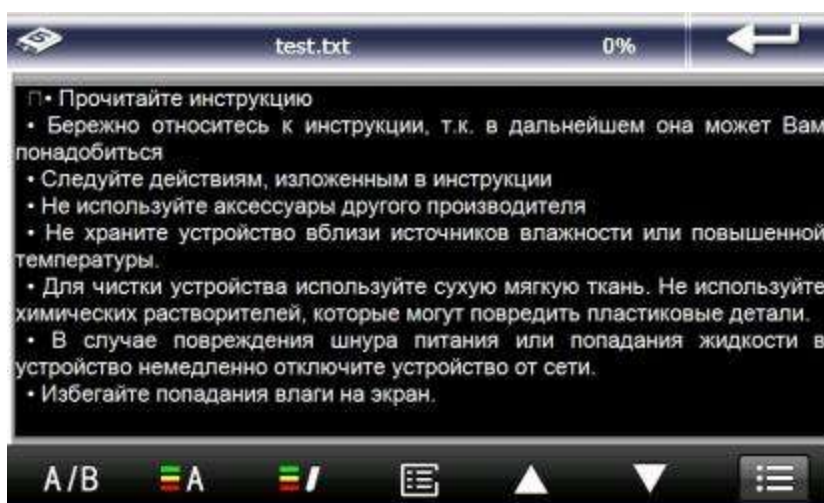 test.txt 0%
• Прочитайте инструкцию
• Бережно относитесь к инструкции, т.к. в дальнейшем она может Вам
понадобиться
• Следуйте действиям, изложенным в инструкции
• Не используйте аксессуары другого производителя
• Не храните устройство вблизи источников влажности или повышенной
температуры.
• Для чистки устройства используйте сухую мягкую ткань. Не используйте
химических растворителей, которые могут повредить пластиковые детали.
• В случае повреждения шнура питания или попадания жидкости в
устройство немедленно отключите устройство от сети.
• Избегайте попадания влаги на экран.
A/B A